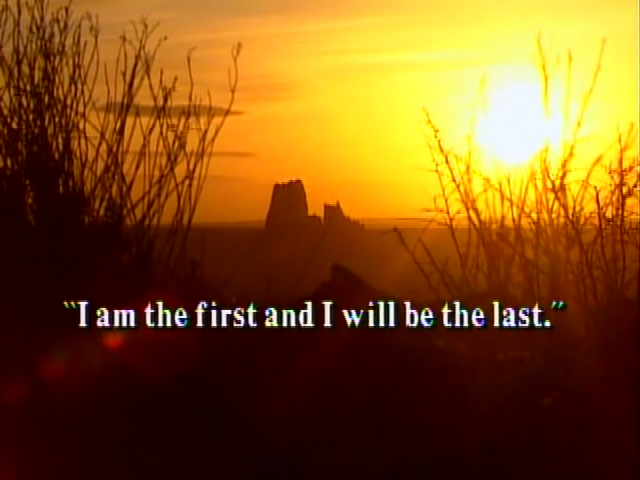 "I am the first and I will be the last."